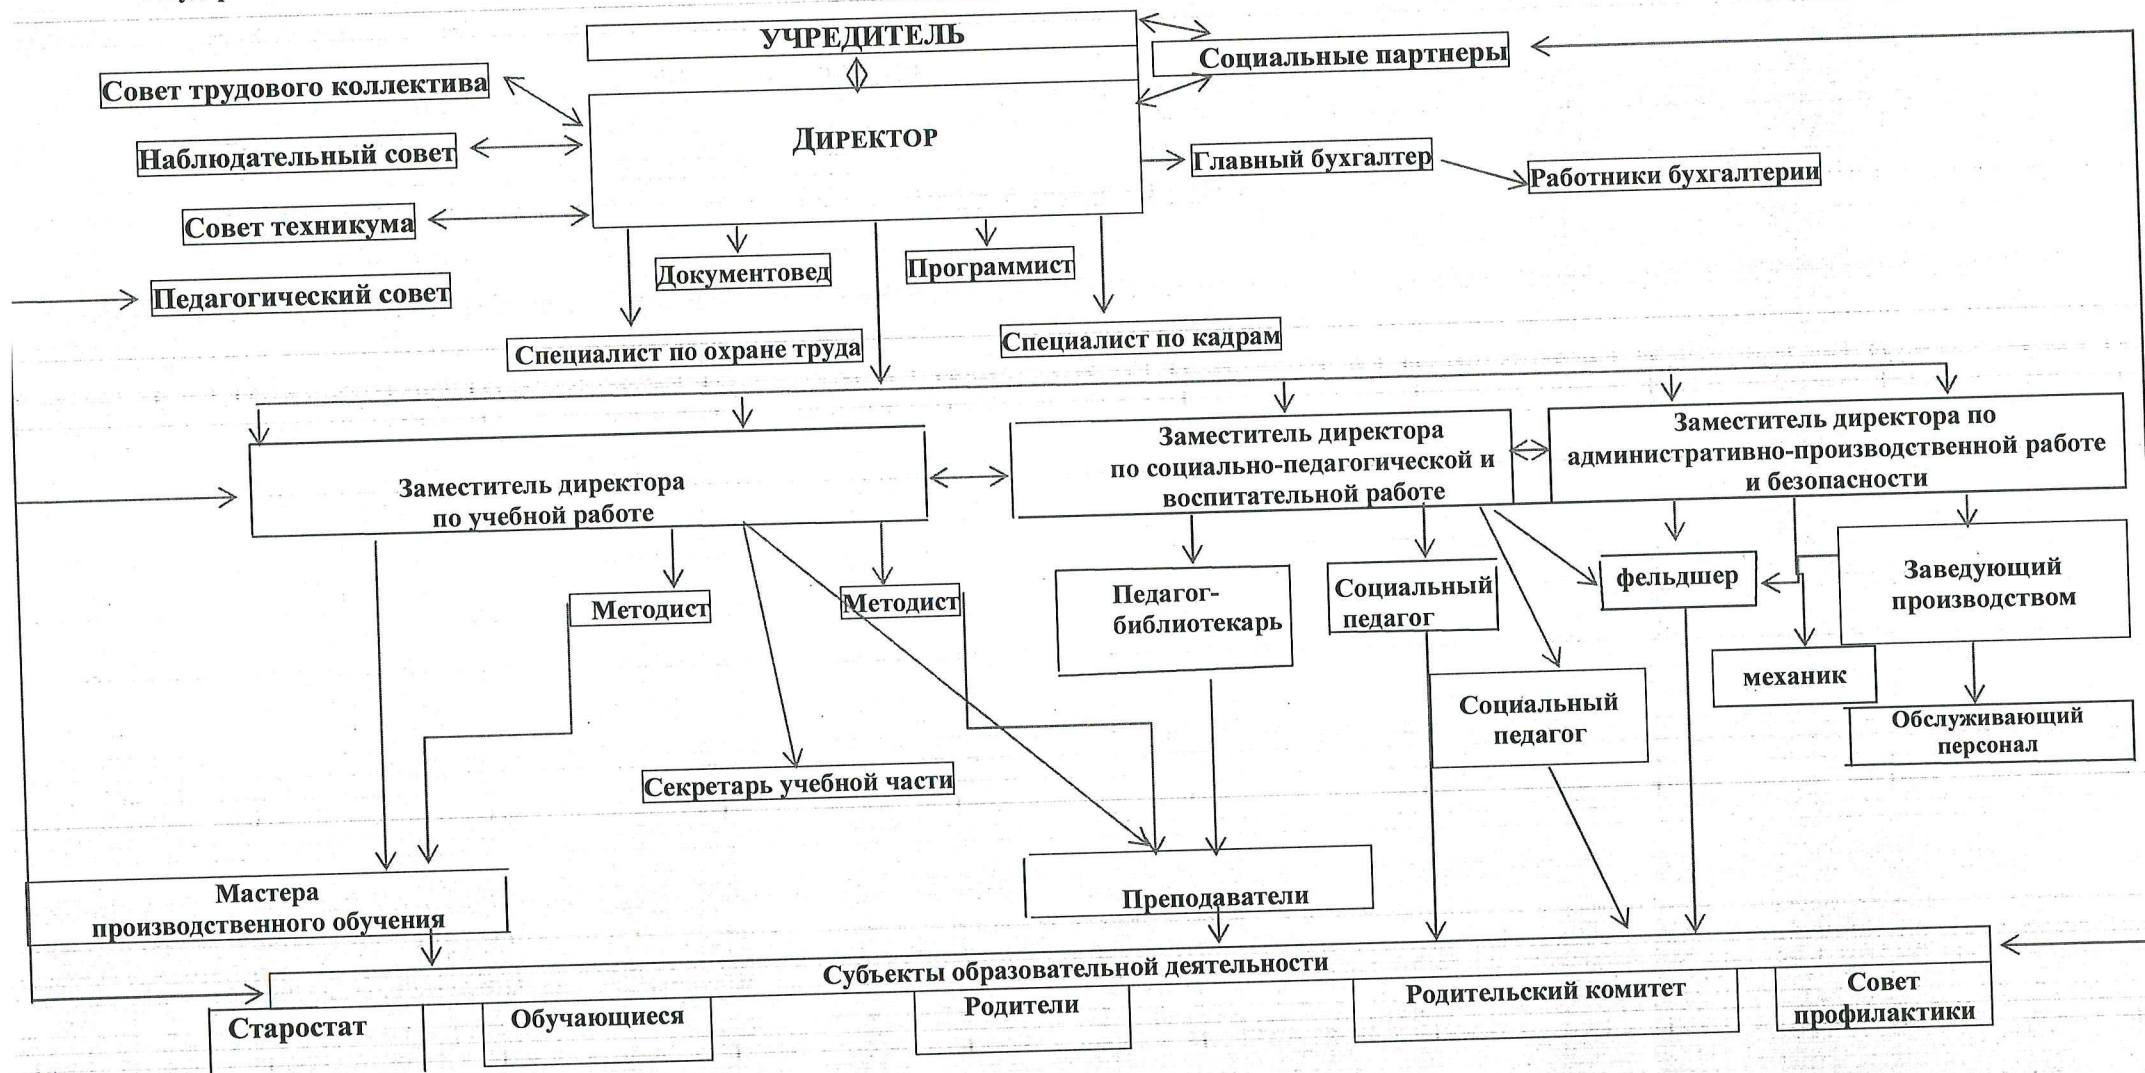 УЧРЕДИТЕЛЬ
Социальные партнеры
Совет трудового коллектива
ДИРЕКТОР
Наблюдательный совет
Главный бухгалтер
Работники бухгалтерии
Совет техникума
Документовед
Программист
Педагогический совет
Специалист по охране труда
Специалист по кадрам
Заместитель директора
по учебной работе
Заместитель директора
по социально-педагогической и
воспитательной работе
Заместитель директора по
административно-производственной работе
и безопасности
Методист
Методист
Педагог-
библиотекарь
Социальный
педагог
фельдшер
Заведующий
производством
Социальный
педагог
механик
Обслуживающий
персонал
Секретарь учебной части
Мастера
производственного обучения
Преподаватели
Субъекты образовательной деятельности
Старостат
Обучающиеся
Родители
Родительский комитет
Совет
профилактики